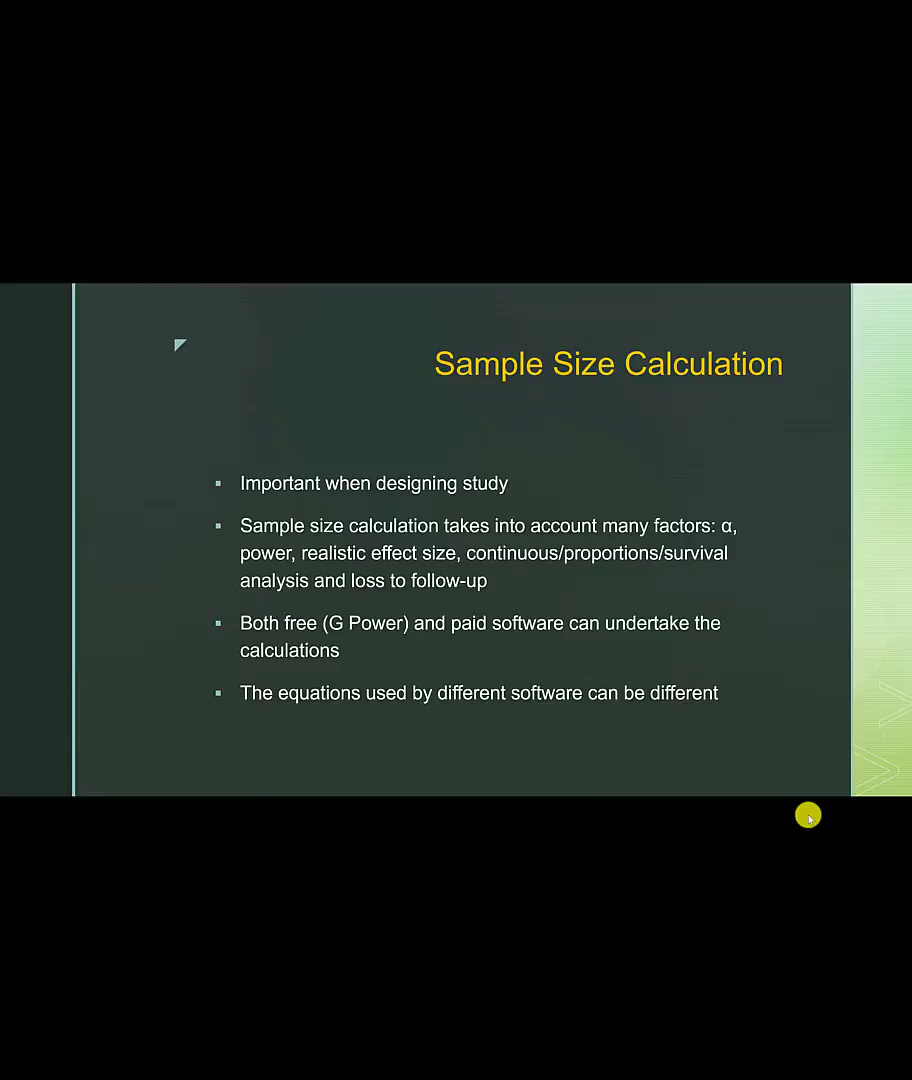 Sample Size Calculation
▪ Important when designing study
▪ Sample size calculation takes into account many factors: α,
power, realistic effect size, continuous/proportions/survival
analysis and loss to follow-up
▪ Both free (G Power) and paid software can undertake the
calculations
▪ The equations used by different software can be different